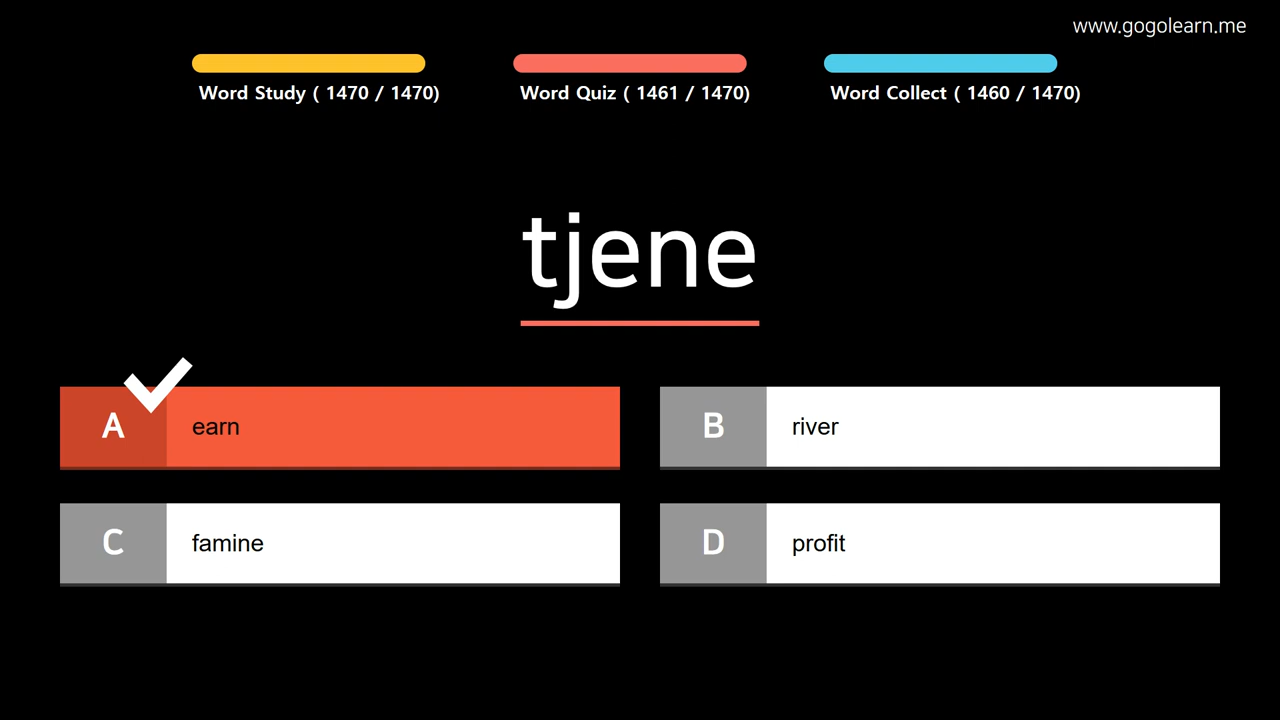 www.gogolearn.me
Word Study ( 1470 / 1470)
Word Quiz ( 1461 / 1470)
Word Collect ( 1460 / 1470)
tjene
A earn
B river
C famine
D profit